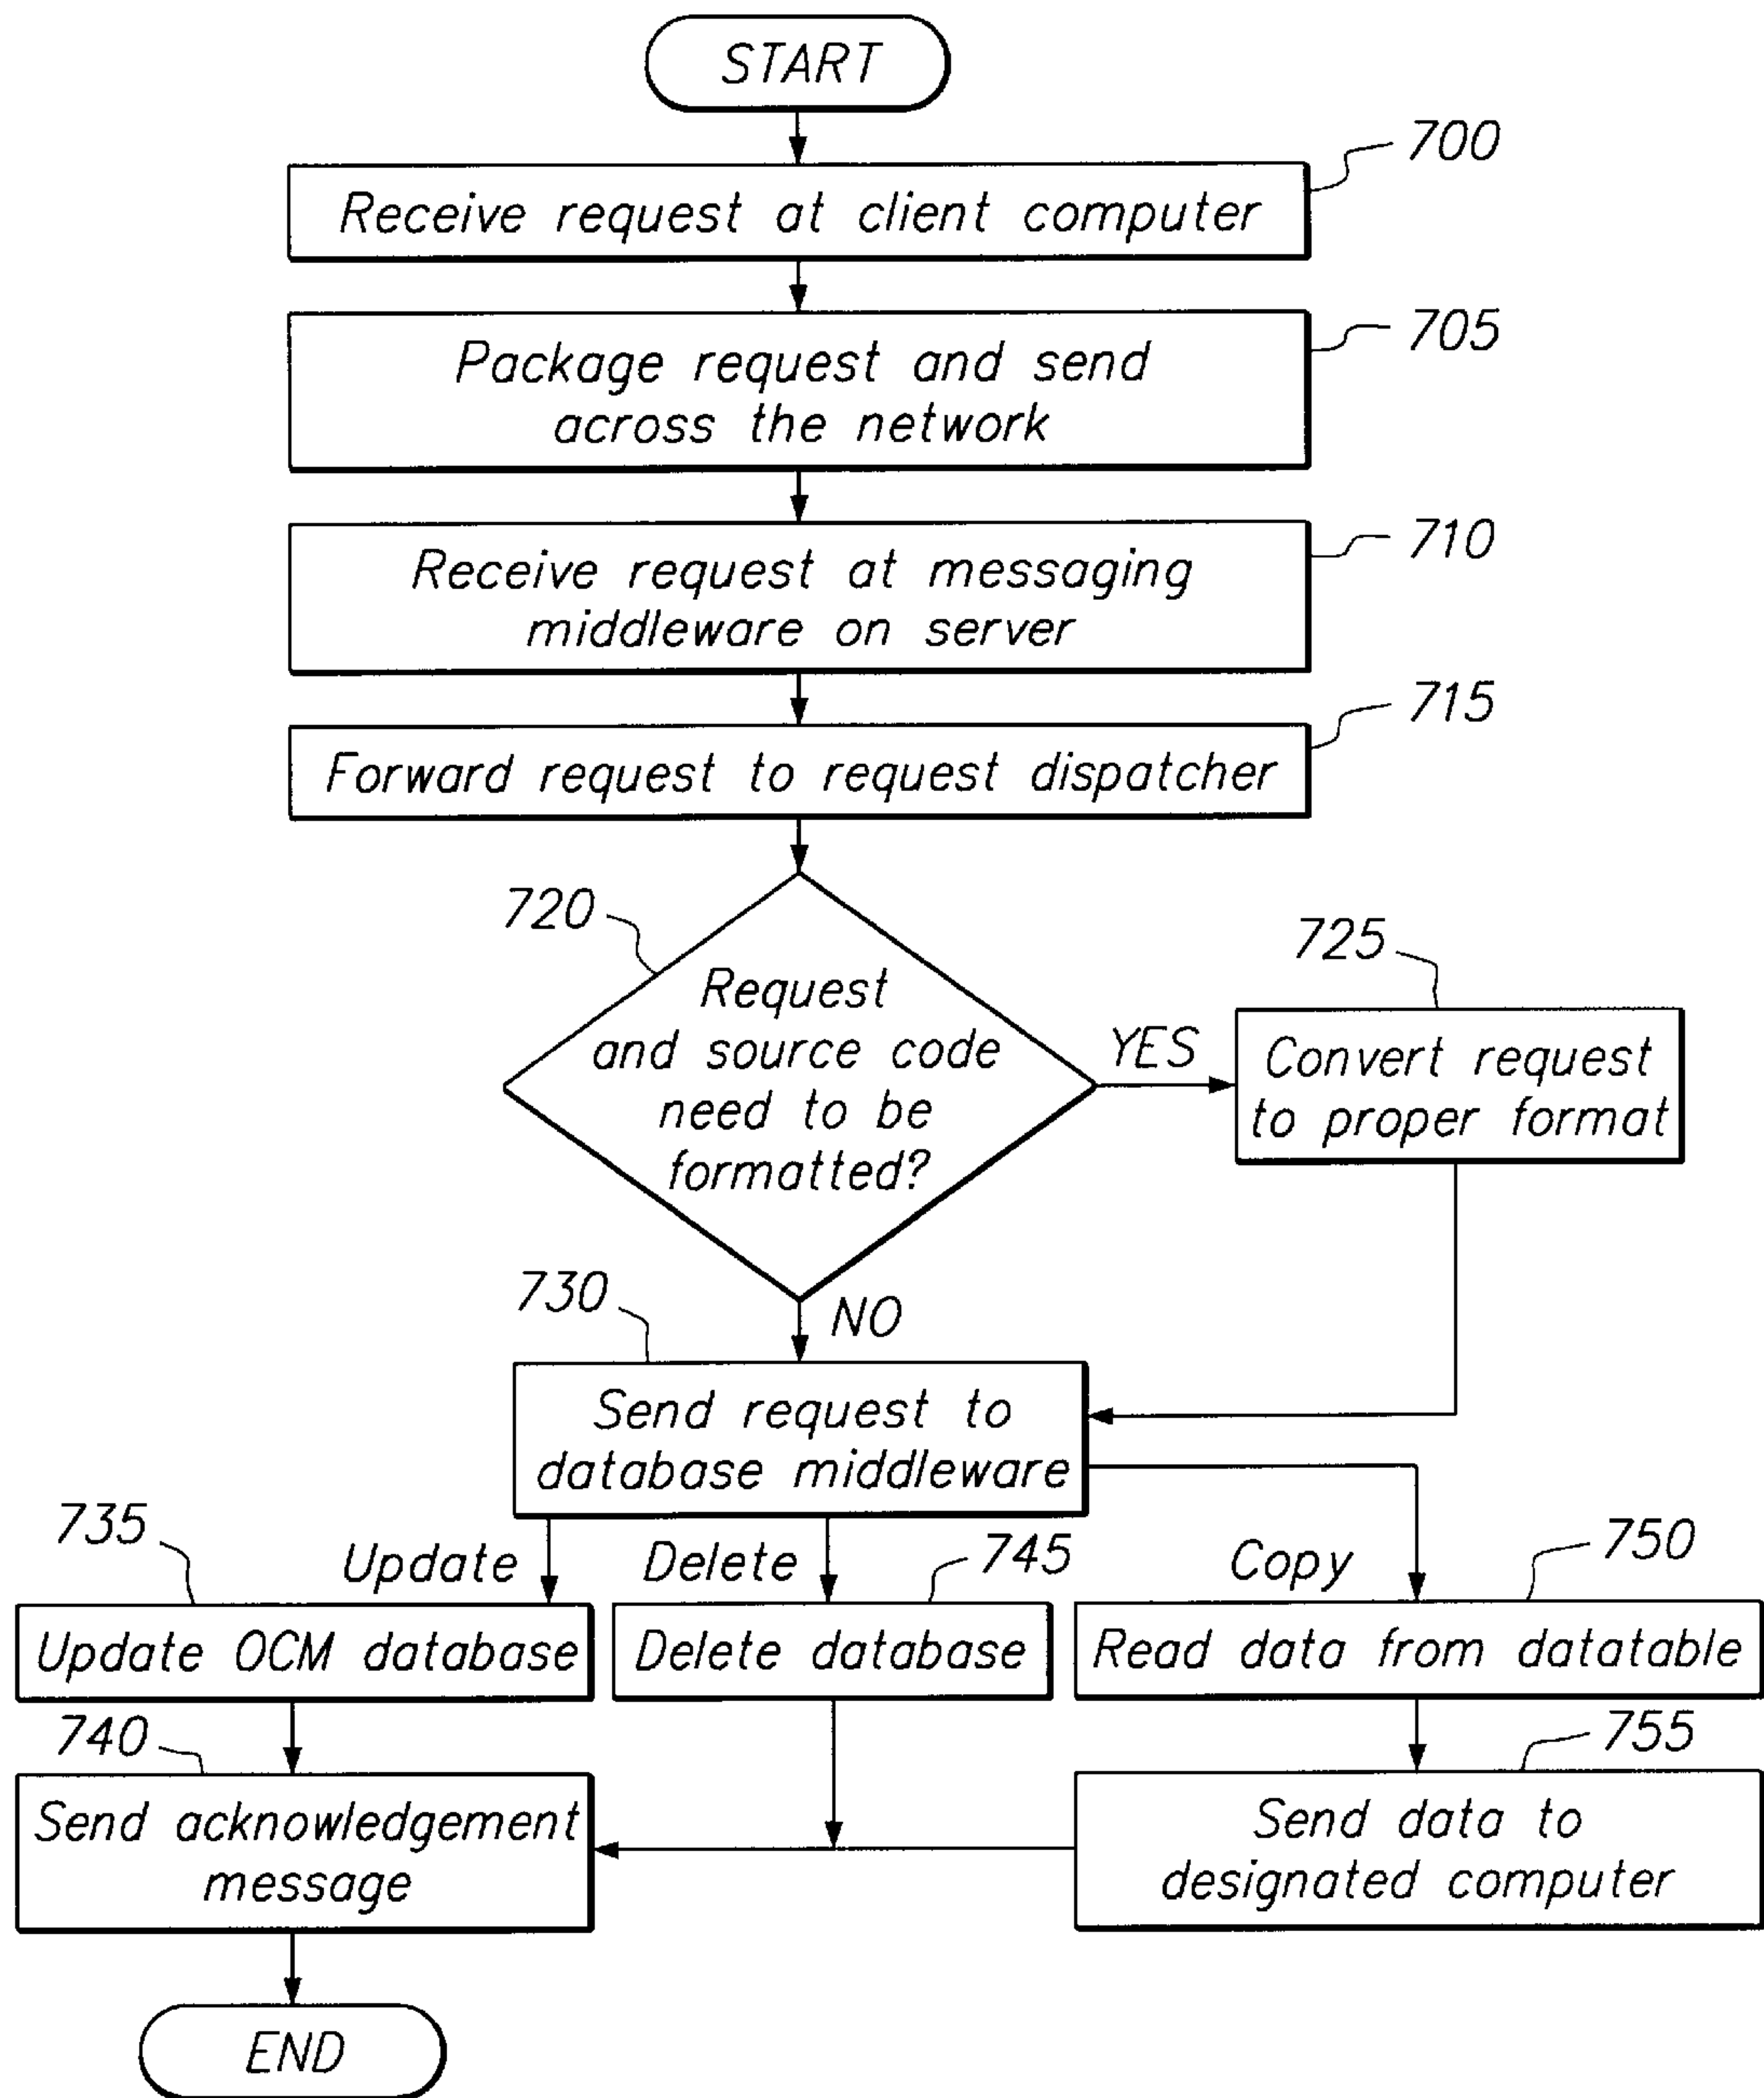 START
700
Receive request at client computer
705
Package request and send
across the network
710
Receive request at messaging
middleware on server
715
Forward request to request dispatcher
720
Request
and source code
need to be
formatted?
YES
725
Convert request
to proper format
NO
730
Send request to
database middleware
Update
Delete
Copy
735
Update OCM database
745
Delete database
750
Read data from datatable
740
Send acknowledgement
message
755
Send data to
designated computer
END